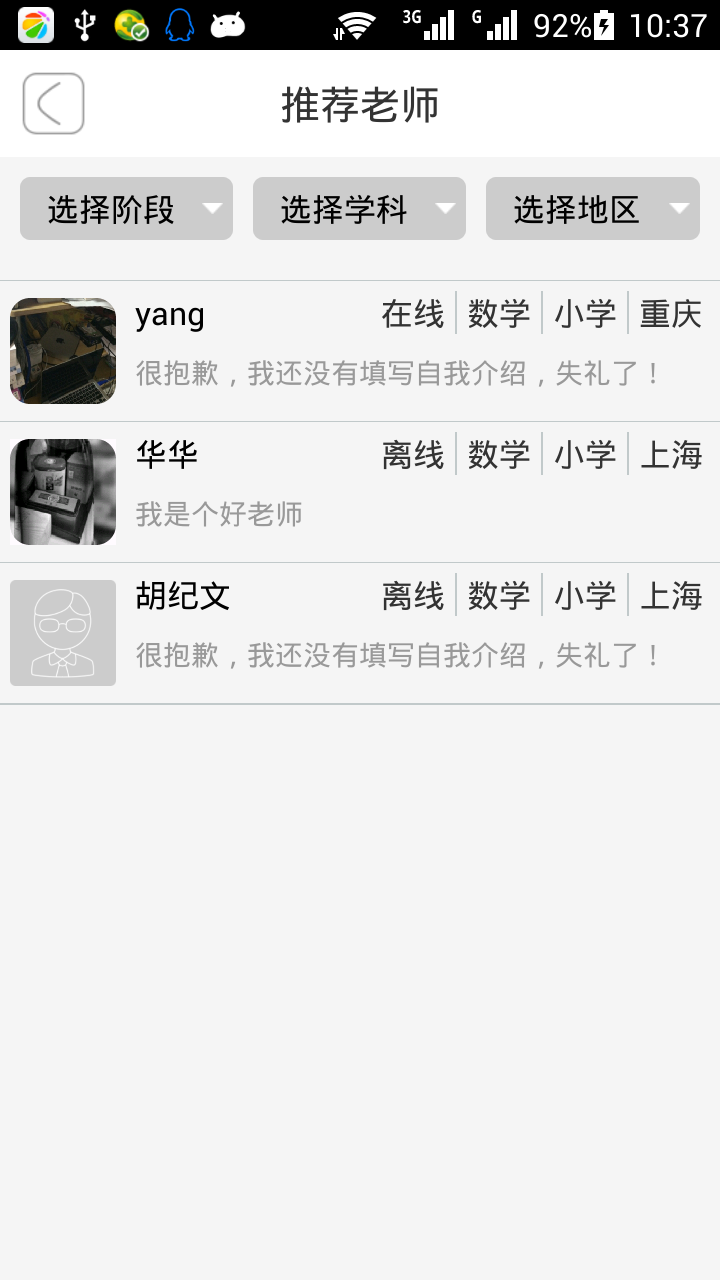 3G G 92% 10:37
推荐老师
选择阶段 选择学科 选择地区
yang 在线 数学 小学 重庆
很抱歉，我还没有填写自我介绍，失礼了！
华华 离线 数学 小学 上海
我是个好老师
胡纪文 离线 数学 小学 上海
很抱歉，我还没有填写自我介绍，失礼了！